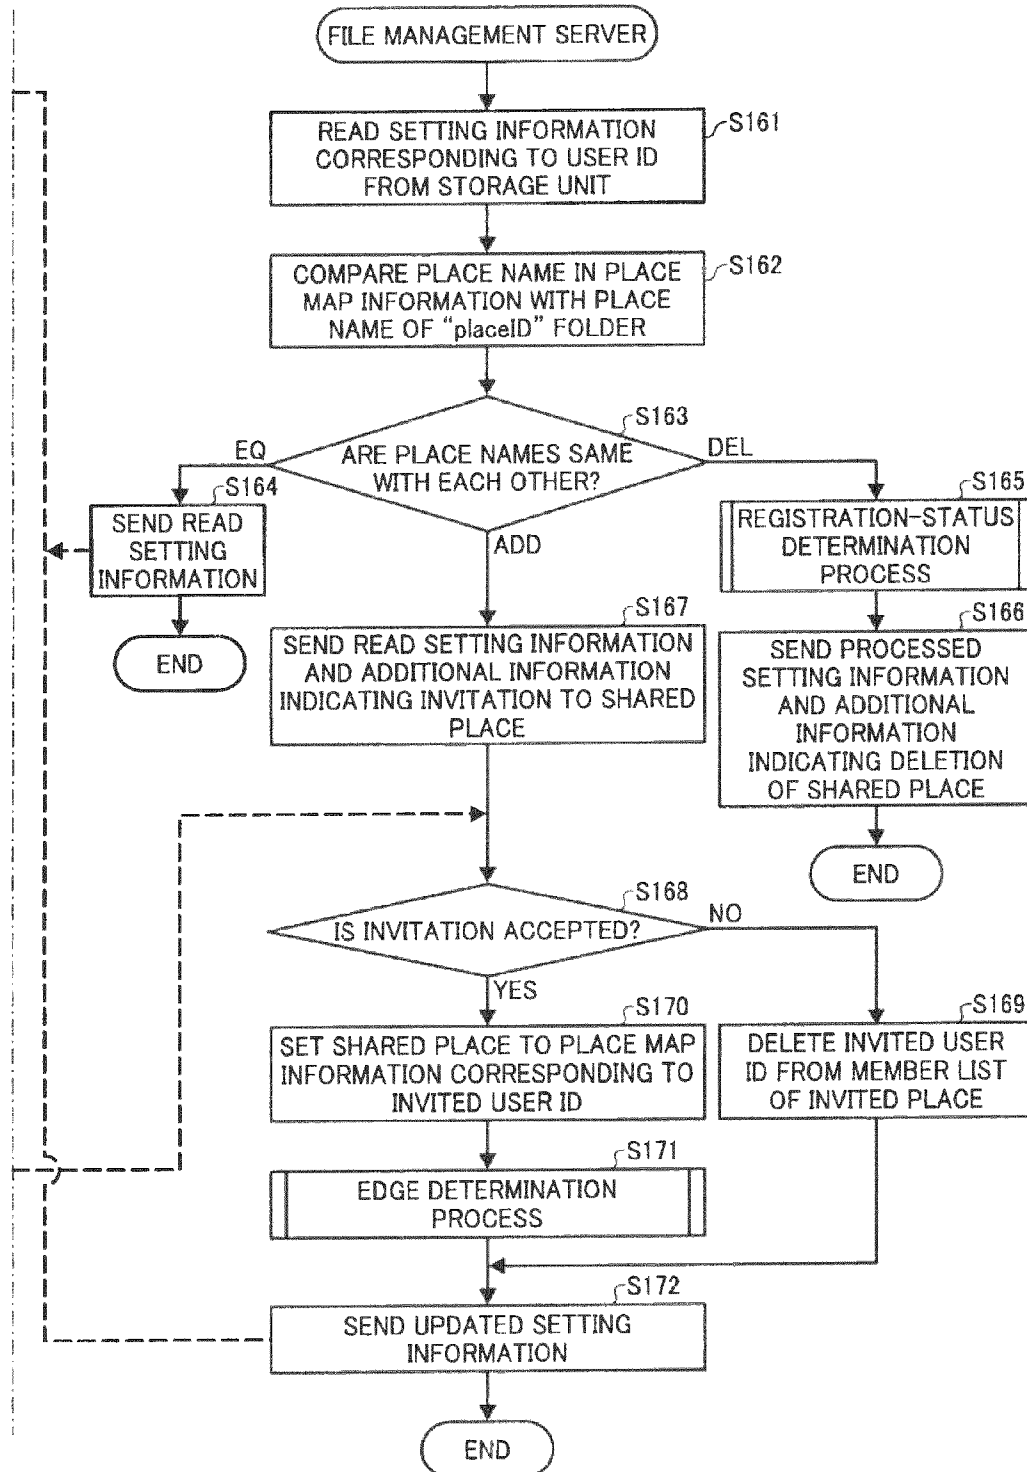 FILE MANAGEMENT SERVER
S161
READ SETTING INFORMATION
CORRESPONDING TO USER ID
FROM STORAGE UNIT
S162
COMPARE PLACE NAME IN PLACE
MAP INFORMATION WITH PLACE
NAME OF "placeID" FOLDER
S163
ARE PLACE NAMES SAME
WITH EACH OTHER?
EQ
DEL
ADD
S164
SEND READ
SETTING
INFORMATION
END
S165
REGISTRATION-STATUS
DETERMINATION
PROCESS
S166
SEND PROCESSED
SETTING INFORMATION
AND ADDITIONAL
INFORMATION
INDICATING DELETION
OF SHARED PLACE
END
S167
SEND READ SETTING INFORMATION
AND ADDITIONAL INFORMATION
INDICATING INVITATION TO SHARED
PLACE
S168
IS INVITATION ACCEPTED?
NO
YES
S169
DELETE INVITED USER
ID FROM MEMBER LIST
OF INVITED PLACE
S170
SET SHARED PLACE TO PLACE MAP
INFORMATION CORRESPONDING TO
INVITED USER ID
S171
EDGE DETERMINATION
PROCESS
S172
SEND UPDATED SETTING
INFORMATION
END